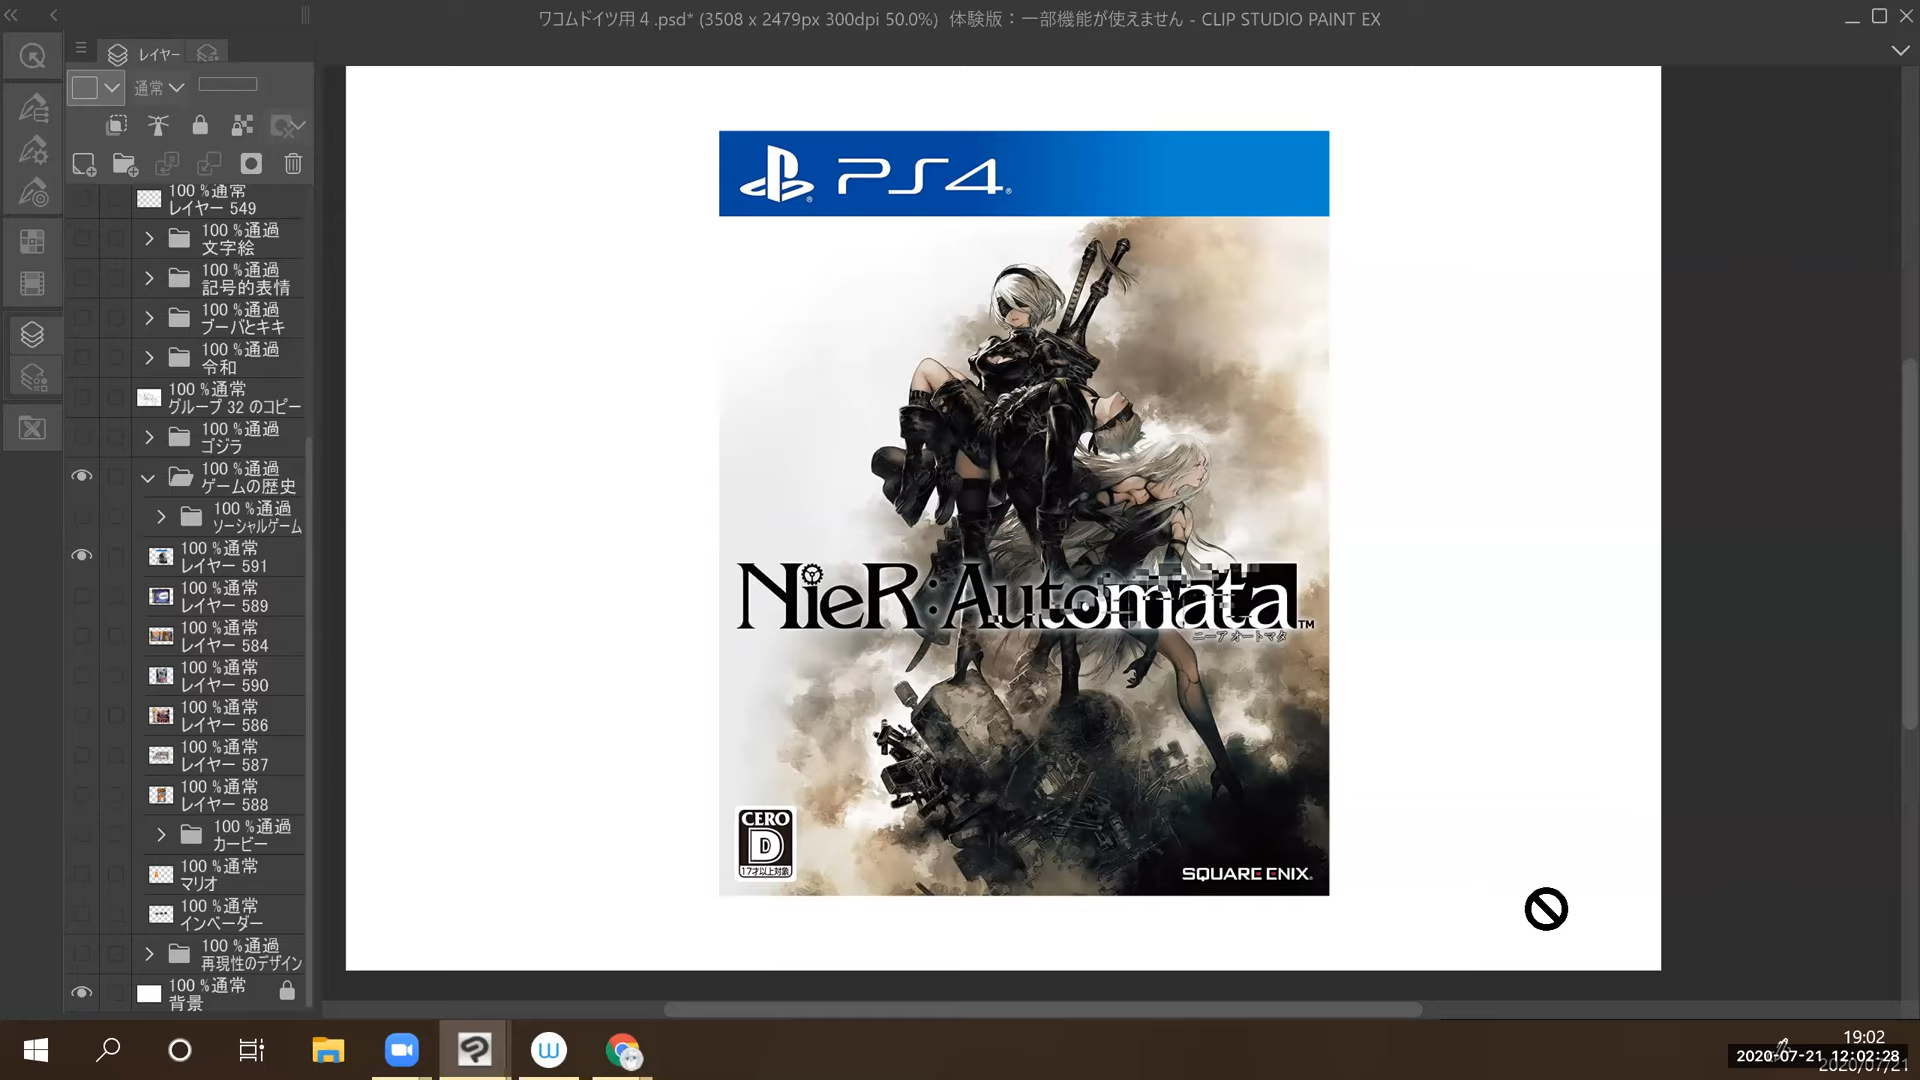 ワコムドイツ用４.psd* (3508 x 2479px 300dpi 50.0%) 体験版：一部機能が使えません - CLIP STUDIO PAINT EX
レイヤー
通常
100 %通常
レイヤー 549
100 %通過
文字絵
100 %通過
記号的表情
100 %通過
ブーバとキキ
100 %通過
令和
100 %通常
グループ 32 のコピー
100 %通過
ゴジラ
100 %通過
ゲームの歴史
100 %通過
ソーシャルゲーム
100 %通常
レイヤー 591
100 %通常
レイヤー 589
100 %通常
レイヤー 584
100 %通常
レイヤー 590
100 %通常
レイヤー 586
100 %通常
レイヤー 587
100 %通常
レイヤー 588
100 %通過
カービー
100 %通常
マリオ
100 %通常
インベーダー
100 %通過
再現性のデザイン
100 %通常
背景
PS4®
NieR:Automata™
ニーア オートマタ
CERO
D
17才以上対象
SQUARE ENIX®
19:02
2020-07-21 12:02:28
2020/07/21